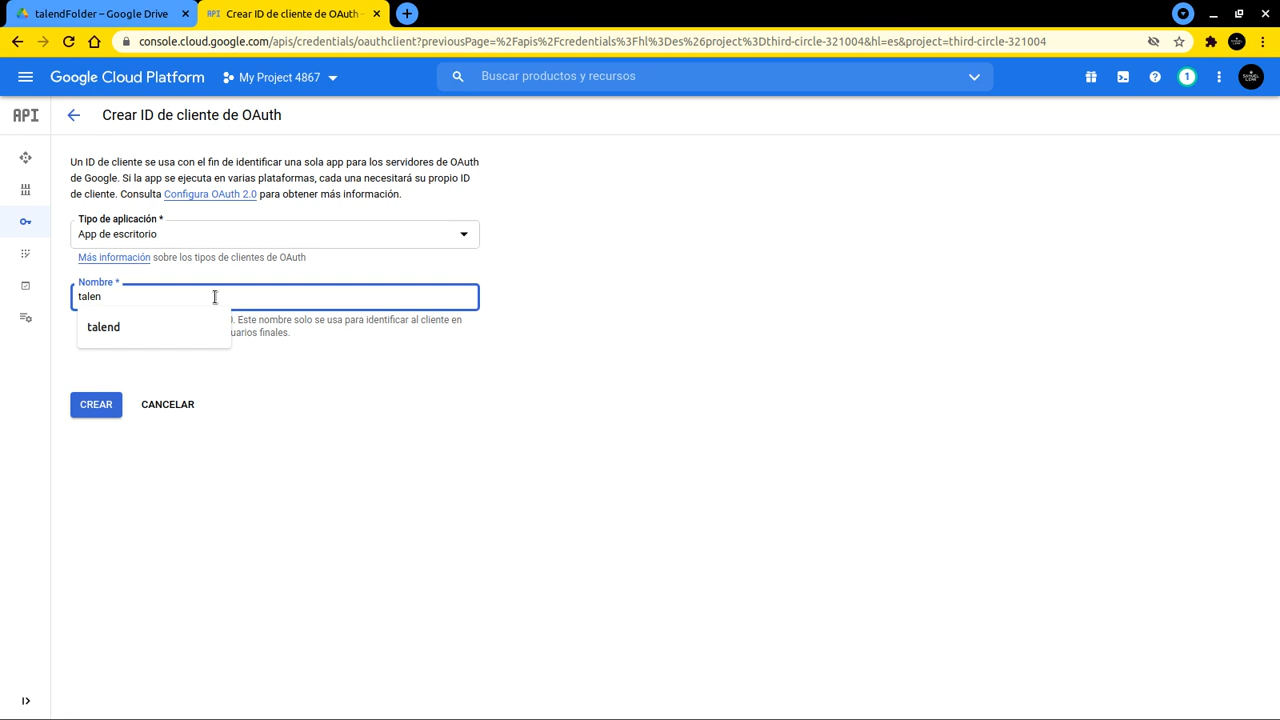 talendFolder – Google Drive
API Crear ID de cliente de OAuth
console.cloud.google.com/apis/credentials/oauthclient?previousPage=%2Fapis%2Fcredentials%3Fhl%3Des%26project%3Dthird-circle-321004&hl=es&project=third-circle-321004
Google Cloud Platform
My Project 4867
Buscar productos y recursos
1
API
Crear ID de cliente de OAuth
Un ID de cliente se usa con el fin de identificar una sola app para los servidores de OAuth
de Google. Si la app se ejecuta en varias plataformas, cada una necesitará su propio ID
de cliente. Consulta Configura OAuth 2.0 para obtener más información.
Tipo de aplicación *
App de escritorio
Más información sobre los tipos de clientes de OAuth
Nombre *
talen
talend
0. Este nombre solo se usa para identificar al cliente en
uarios finales.
CREAR
CANCELAR